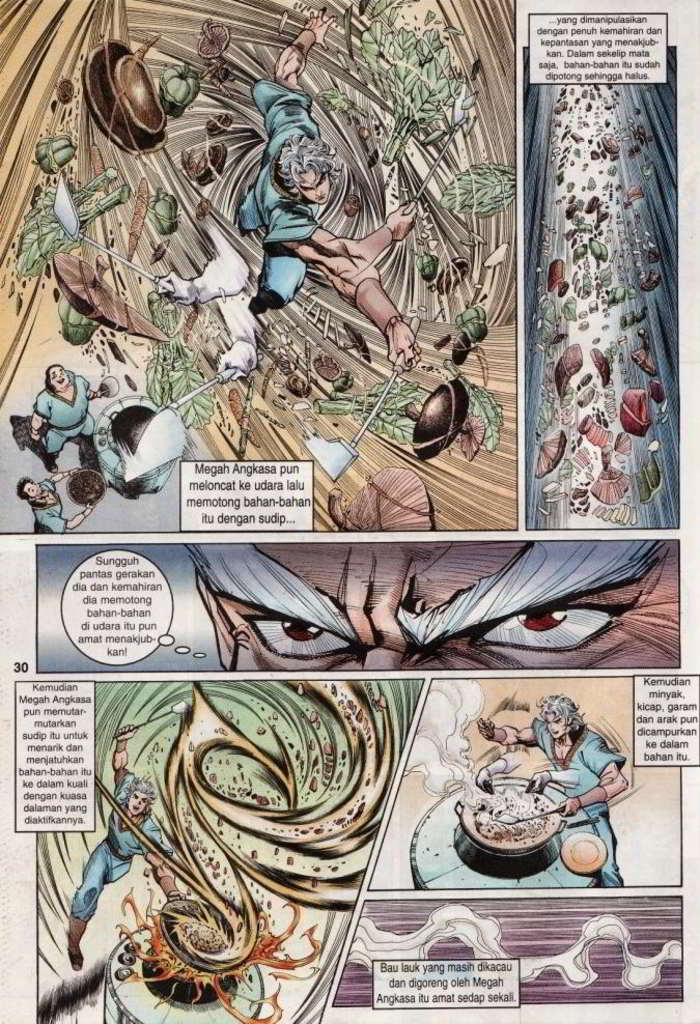 Megah Angkasa pun
meloncat ke udara lalu
memotong bahan-bahan
itu dengan sudip...
...yang dimanipulasikan
dengan penuh kemahiran dan
kepantasan yang menakjub-
kan. Dalam sekelip mata
saja, bahan-bahan itu sudah
dipotong sehingga halus.
Sungguh
pantas gerakan
dia dan kemahiran
dia memotong
bahan-bahan
di udara itu pun
amat menakjub-
kan!
30
Kemudian
Megah Angkasa
pun memutar-
mutarkan
sudip itu untuk
menarik dan
menjatuhkan
bahan-bahan itu
ke dalam kuali
dengan kuasa
dalaman yang
diaktifkannya.
Kemudian
minyak,
kicap, garam
dan arak pun
dicampurkan
ke dalam
bahan itu.
Bau lauk yang masih dikacau
dan digoreng oleh Megah
Angkasa itu amat sedap sekali.